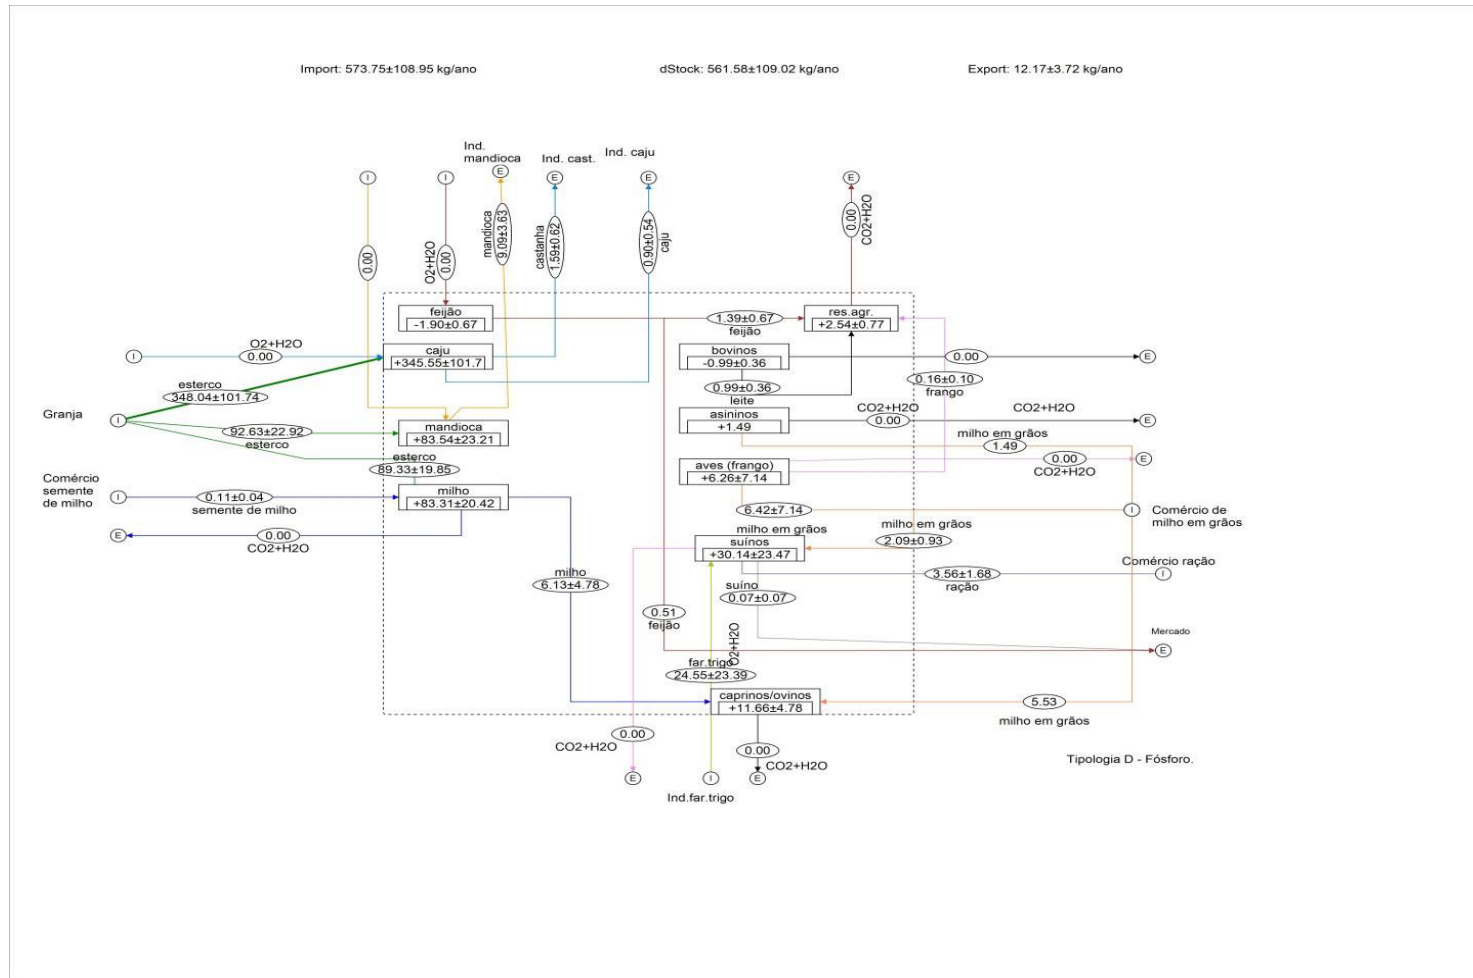 Import: 573.75±108.95 kg/ano
dStock: 561.58±109.02 kg/ano
Export: 12.17±3.72 kg/ano
Ind.
mandioca
Ind. cast.
Ind. caju
I
I
E
E
E
E
0.00
O2+H2O
0.00
mandioca
9.09±3.63
castanha
1.59±0.62
0.90±0.54
caju
0.00
CO2+H2O
feijão
-1.90±0.67
1.39±0.67
feijão
res.agr.
+2.54±0.77
I
O2+H2O
0.00
caju
+345.55±101.7
bovinos
-0.99±0.36
0.00
E
0.99±0.36
leite
0.16±0.10
frango
esterco
348.04±101.74
Granja
I
92.63±22.92
esterco
mandioca
+83.54±23.21
asininos
+1.49
CO2+H2O
0.00
CO2+H2O
E
milho em grãos
1.49
esterco
89.33±19.85
aves (frango)
+6.26±7.14
0.00
CO2+H2O
E
Comércio
semente
de milho
I
0.11±0.04
semente de milho
milho
+83.31±20.42
6.42±7.14
I
Comércio de
milho em grãos
E
0.00
CO2+H2O
milho em grãos
suínos
+30.14±23.47
milho em grãos
2.09±0.93
Comércio ração
3.56±1.68
ração
I
milho
6.13±4.78
suíno
0.07±0.07
0.51
feijão
Mercado
E
O2+H2O
far.trigo
24.55±23.39
caprinos/ovinos
+11.66±4.78
5.53
milho em grãos
0.00
CO2+H2O
0.00
CO2+H2O
E
I
E
Ind.far.trigo
Tipologia D - Fósforo.